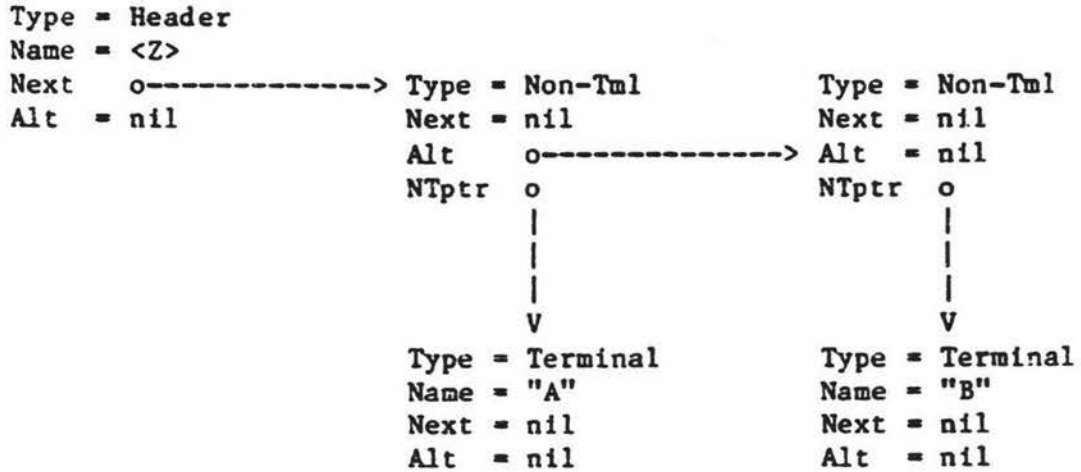 Type = Header
Name = <Z>
Next    o--------------> Type = Non-Tml          Type = Non-Tml
Alt  = nil               Next = nil              Next = nil
                         Alt    o--------------> Alt  = nil
                         NTptr  o                NTptr  o
                                |                       |
                                |                       |
                                |                       |
                                V                       V
                         Type = Terminal         Type = Terminal
                         Name = "A"              Name = "B"
                         Next = nil              Next = nil
                         Alt  = nil              Alt  = nil